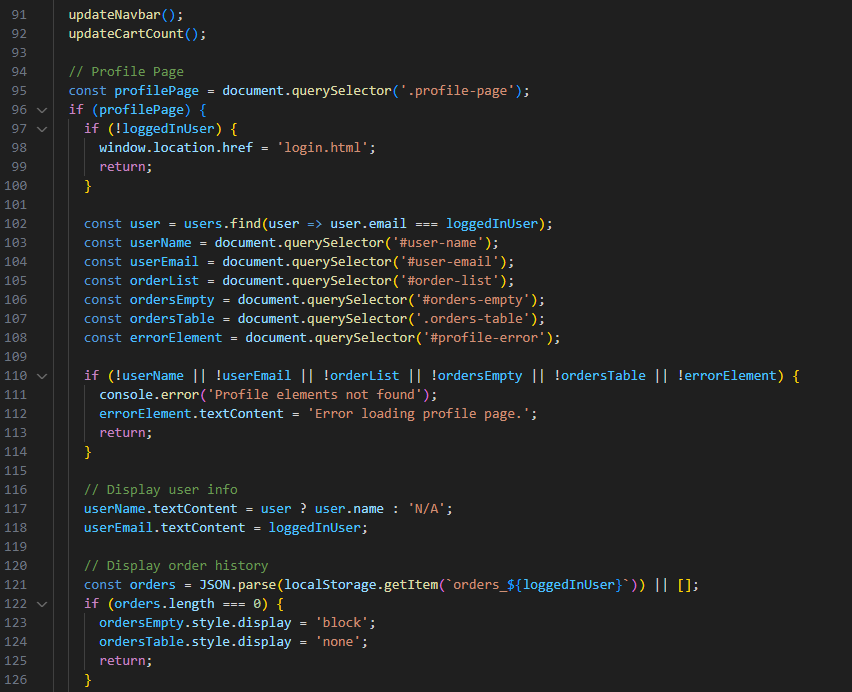 91 updateNavbar();
92 updateCartCount();
93
94 // Profile Page
95 const profilePage = document.querySelector('.profile-page');
96 if (profilePage) {
97 if (!loggedInUser) {
98 window.location.href = 'login.html';
99 return;
100 }
101
102 const user = users.find(user => user.email === loggedInUser);
103 const userName = document.querySelector('#user-name');
104 const userEmail = document.querySelector('#user-email');
105 const orderList = document.querySelector('#order-list');
106 const ordersEmpty = document.querySelector('#orders-empty');
107 const ordersTable = document.querySelector('.orders-table');
108 const errorElement = document.querySelector('#profile-error');
109
110 if (!userName || !userEmail || !orderList || !ordersEmpty || !ordersTable || !errorElement) {
111 console.error('Profile elements not found');
112 errorElement.textContent = 'Error loading profile page.';
113 return;
114 }
115
116 // Display user info
117 userName.textContent = user ? user.name : 'N/A';
118 userEmail.textContent = loggedInUser;
119
120 // Display order history
121 const orders = JSON.parse(localStorage.getItem(`orders_${loggedInUser}`)) || [];
122 if (orders.length === 0) {
123 ordersEmpty.style.display = 'block';
124 ordersTable.style.display = 'none';
125 return;
126 }